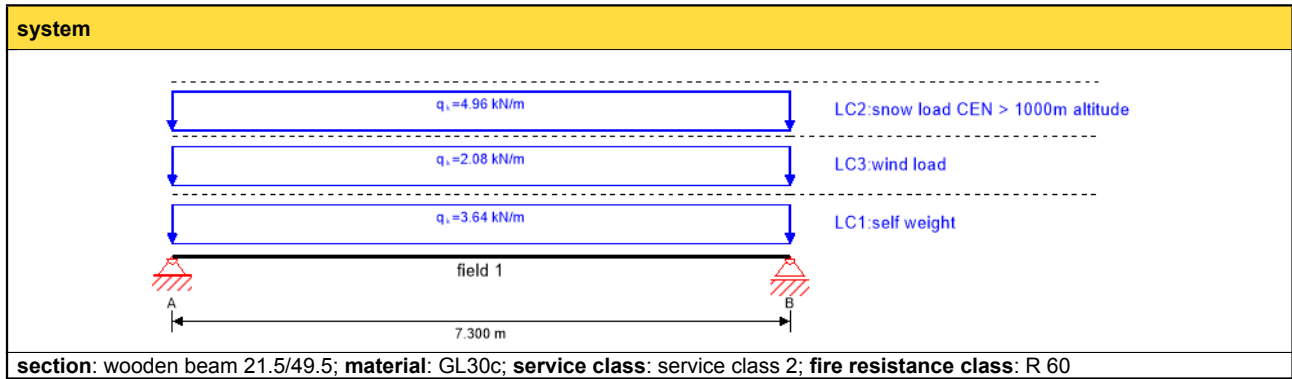 system
qₖ=4.96 kN/m
LC2:snow load CEN > 1000m altitude
qₖ=2.08 kN/m
LC3:wind load
qₖ=3.64 kN/m
LC1:self weight
field 1
A
B
7.300 m
section: wooden beam 21.5/49.5; material: GL30c; service class: service class 2; fire resistance class: R 60